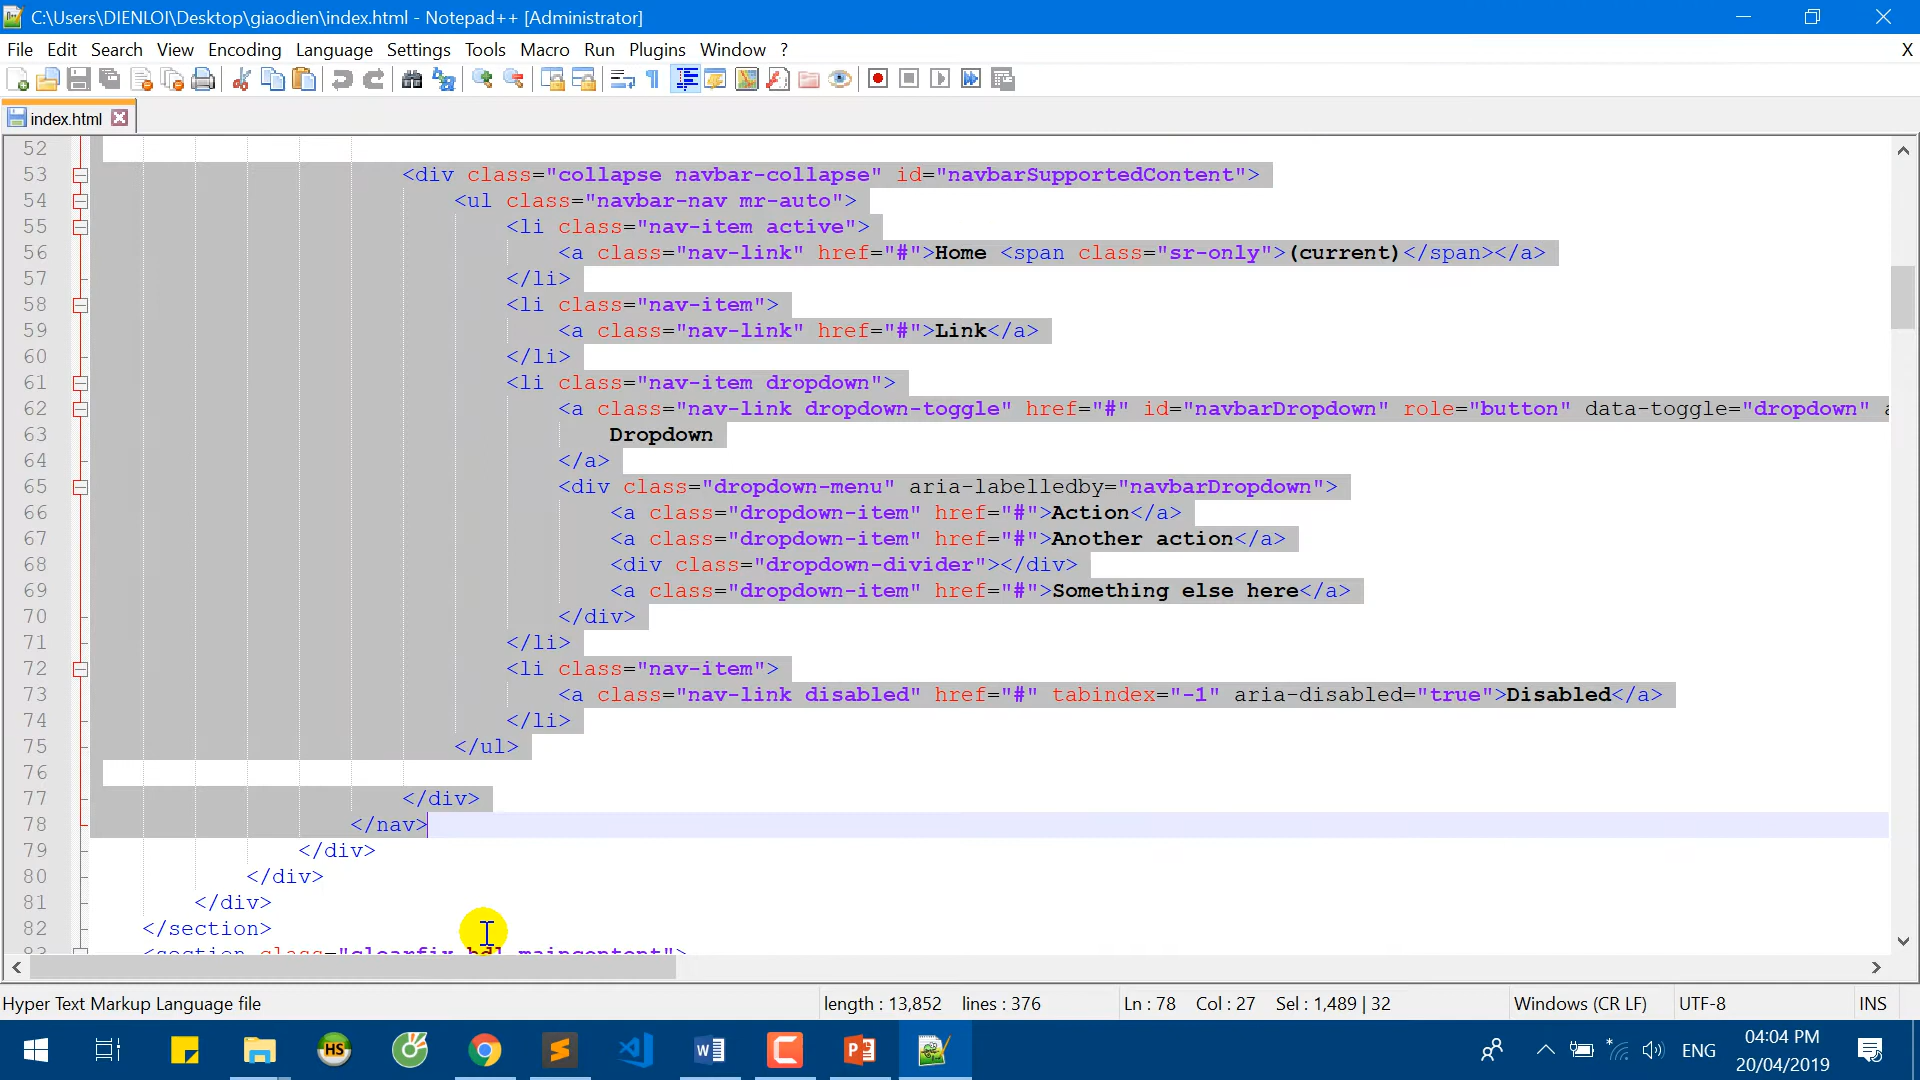 C:\Users\DIENLOI\Desktop\giaodien\index.html - Notepad++ [Administrator]
File Edit Search View Encoding Language Settings Tools Macro Run Plugins Window ? X
index.html
52
53 <div class="collapse navbar-collapse" id="navbarSupportedContent">
54 <ul class="navbar-nav mr-auto">
55 <li class="nav-item active">
56 <a class="nav-link" href="#">Home <span class="sr-only">(current)</span></a>
57 </li>
58 <li class="nav-item">
59 <a class="nav-link" href="#">Link</a>
60 </li>
61 <li class="nav-item dropdown">
62 <a class="nav-link dropdown-toggle" href="#" id="navbarDropdown" role="button" data-toggle="dropdown"
63 Dropdown
64 </a>
65 <div class="dropdown-menu" aria-labelledby="navbarDropdown">
66 <a class="dropdown-item" href="#">Action</a>
67 <a class="dropdown-item" href="#">Another action</a>
68 <div class="dropdown-divider"></div>
69 <a class="dropdown-item" href="#">Something else here</a>
70 </div>
71 </li>
72 <li class="nav-item">
73 <a class="nav-link disabled" href="#" tabindex="-1" aria-disabled="true">Disabled</a>
74 </li>
75 </ul>
76
77 </div>
78 </nav>
79 </div>
80 </div>
81 </div>
82 </section>
83 <section class="clearfix bdl maincontent">
Hyper Text Markup Language file length : 13,852 lines : 376 Ln : 78 Col : 27 Sel : 1,489 | 32 Windows (CR LF) UTF-8 INS
HS
ENG
04:04 PM
20/04/2019